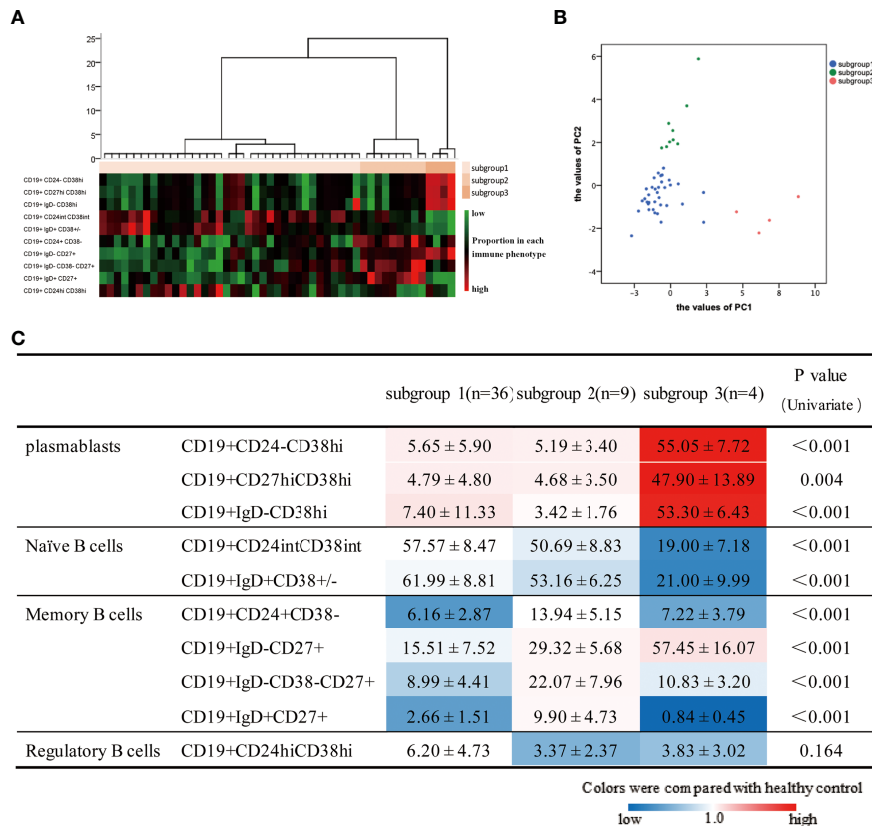 A
25
20
15
10
5
0
subgroup1
subgroup2
subgroup3
CD19+ CD24- CD38hi
CD19+ CD27hi CD38hi
CD19+ IgD- CD38hi
CD19+ CD24int CD38int
CD19+ IgD+ CD38+/-
CD19+ CD24+ CD38-
CD19+ IgD- CD27+
CD19+ IgD- CD38- CD27+
CD19+ IgD+ CD27+
CD19+ CD24hi CD38hi
low
Proportion in each
immune phenotype
high
B
the values of PC2
6
4
2
0
-2
-4
-3 0 3 5 8 10
the values of PC1
subgroup1
subgroup2
subgroup3
C
subgroup 1(n=36) subgroup 2(n=9) subgroup 3(n=4) P value
(Univariate)
plasmablasts CD19+CD24-CD38hi 5.65 ± 5.90 5.19 ± 3.40 55.05 ± 7.72 <0.001
CD19+CD27hiCD38hi 4.79 ± 4.80 4.68 ± 3.50 47.90 ± 13.89 0.004
CD19+IgD-CD38hi 7.40 ± 11.33 3.42 ± 1.76 53.30 ± 6.43 <0.001
Naïve B cells CD19+CD24intCD38int 57.57 ± 8.47 50.69 ± 8.83 19.00 ± 7.18 <0.001
CD19+IgD+CD38+/- 61.99 ± 8.81 53.16 ± 6.25 21.00 ± 9.99 <0.001
Memory B cells CD19+CD24+CD38- 6.16 ± 2.87 13.94 ± 5.15 7.22 ± 3.79 <0.001
CD19+IgD-CD27+ 15.51 ± 7.52 29.32 ± 5.68 57.45 ± 16.07 <0.001
CD19+IgD-CD38-CD27+ 8.99 ± 4.41 22.07 ± 7.96 10.83 ± 3.20 <0.001
CD19+IgD+CD27+ 2.66 ± 1.51 9.90 ± 4.73 0.84 ± 0.45 <0.001
Regulatory B cells CD19+CD24hiCD38hi 6.20 ± 4.73 3.37 ± 2.37 3.83 ± 3.02 0.164
Colors were compared with healthy control
low 1.0 high